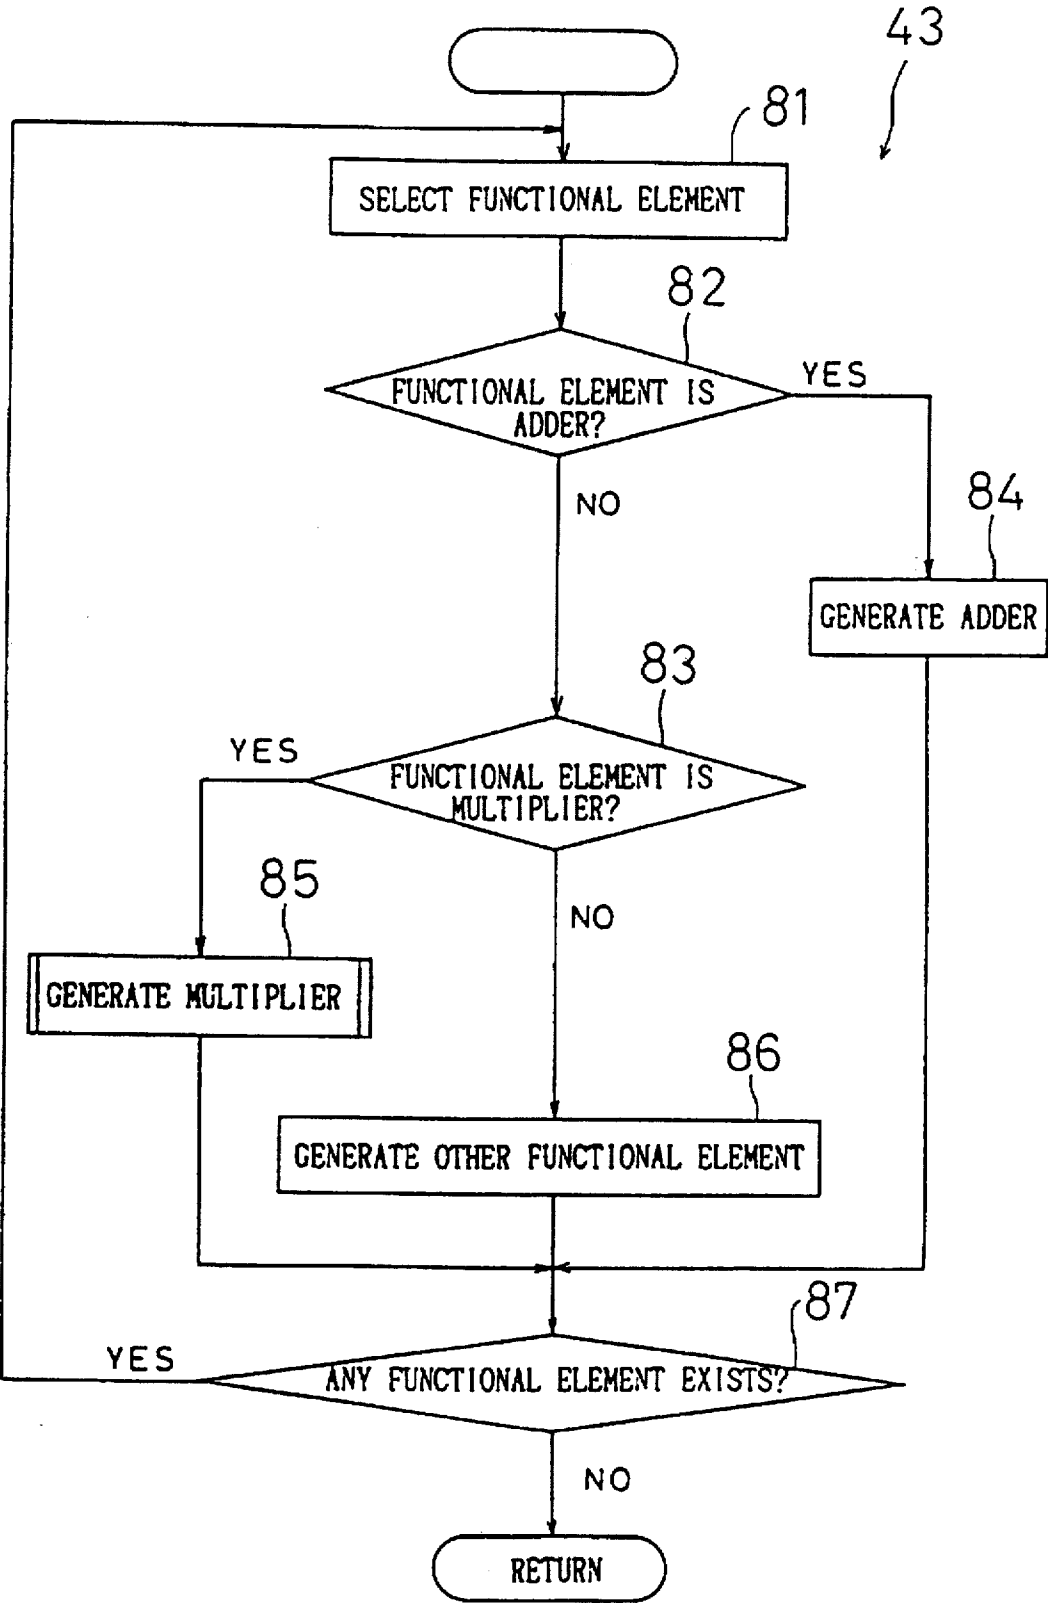 43
81
SELECT FUNCTIONAL ELEMENT
82
FUNCTIONAL ELEMENT IS
ADDER?
YES
NO
84
GENERATE ADDER
83
YES
FUNCTIONAL ELEMENT IS
MULTIPLIER?
NO
85
GENERATE MULTIPLIER
86
GENERATE OTHER FUNCTIONAL ELEMENT
87
YES
ANY FUNCTIONAL ELEMENT EXISTS?
NO
RETURN